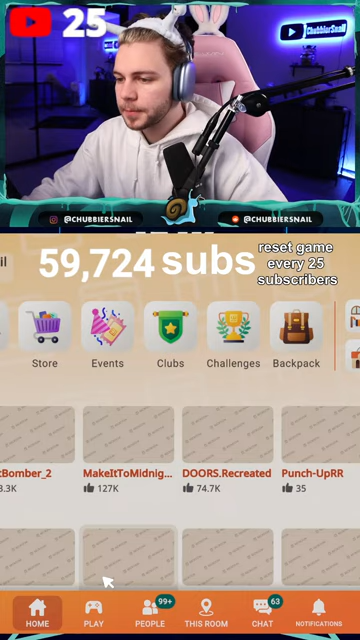 25
ChubbierSnail
@CHUBBIERSNAIL
@CHUBBIERSNAIL
59,724 subs
reset game
every 25
subscribers
Store
Events
Clubs
Challenges
Backpack
tBomber_2
MakeItToMidnig...
DOORS.Recreated
Punch-UpRR
127K
74.7K
35
99+
63
HOME
PLAY
PEOPLE
THIS ROOM
CHAT
NOTIFICATIONS